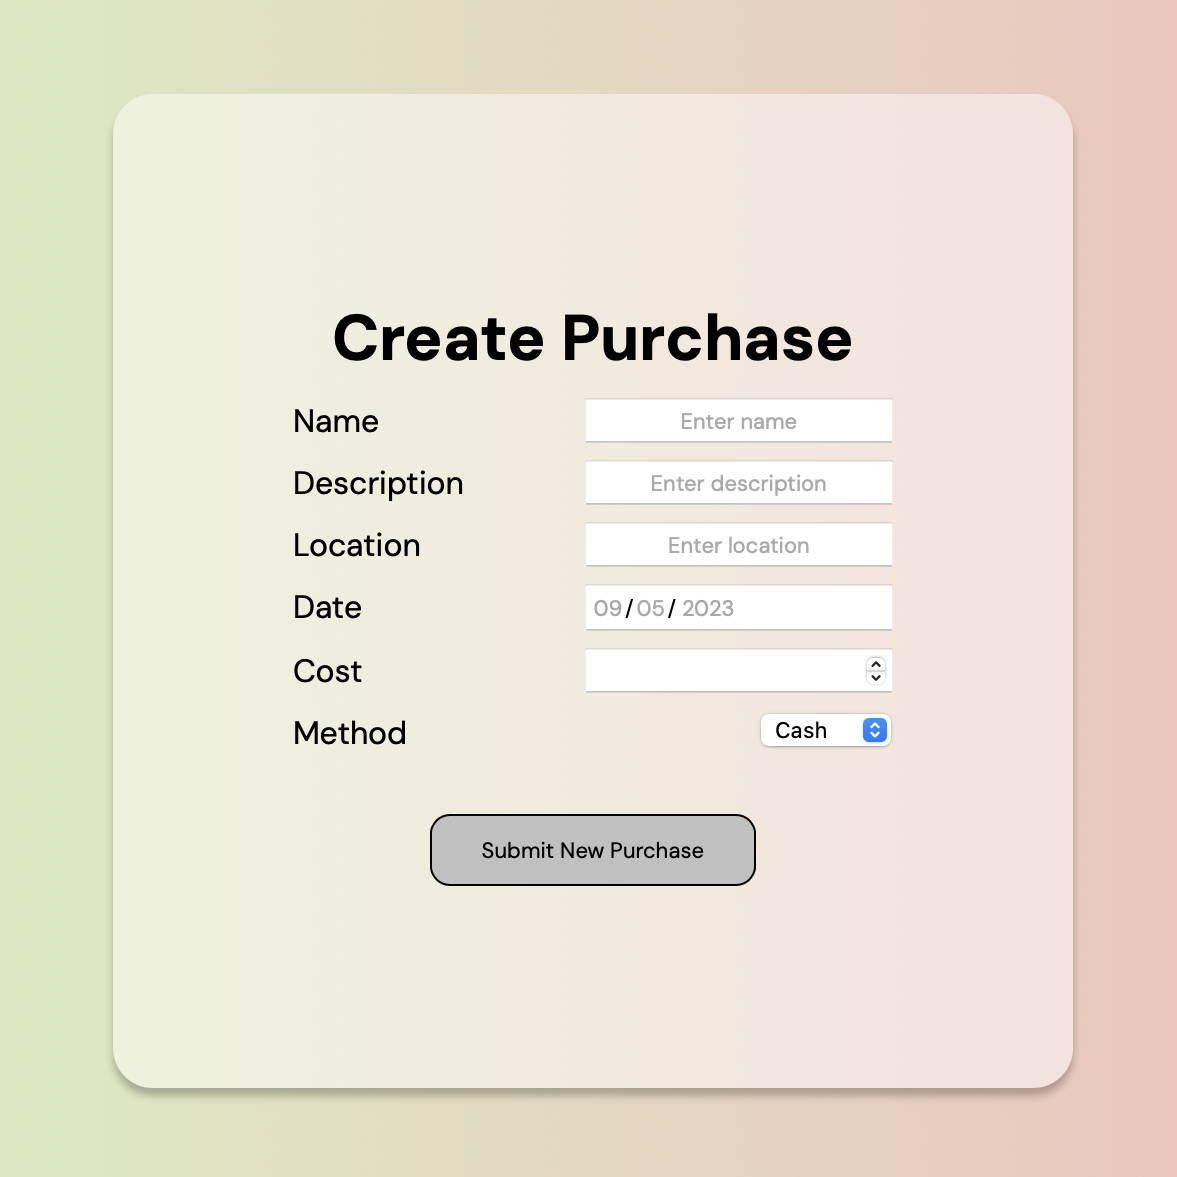 Create Purchase
Name Enter name
Description Enter description
Location Enter location
Date 09/05/2023
Cost
Method Cash
Submit New Purchase